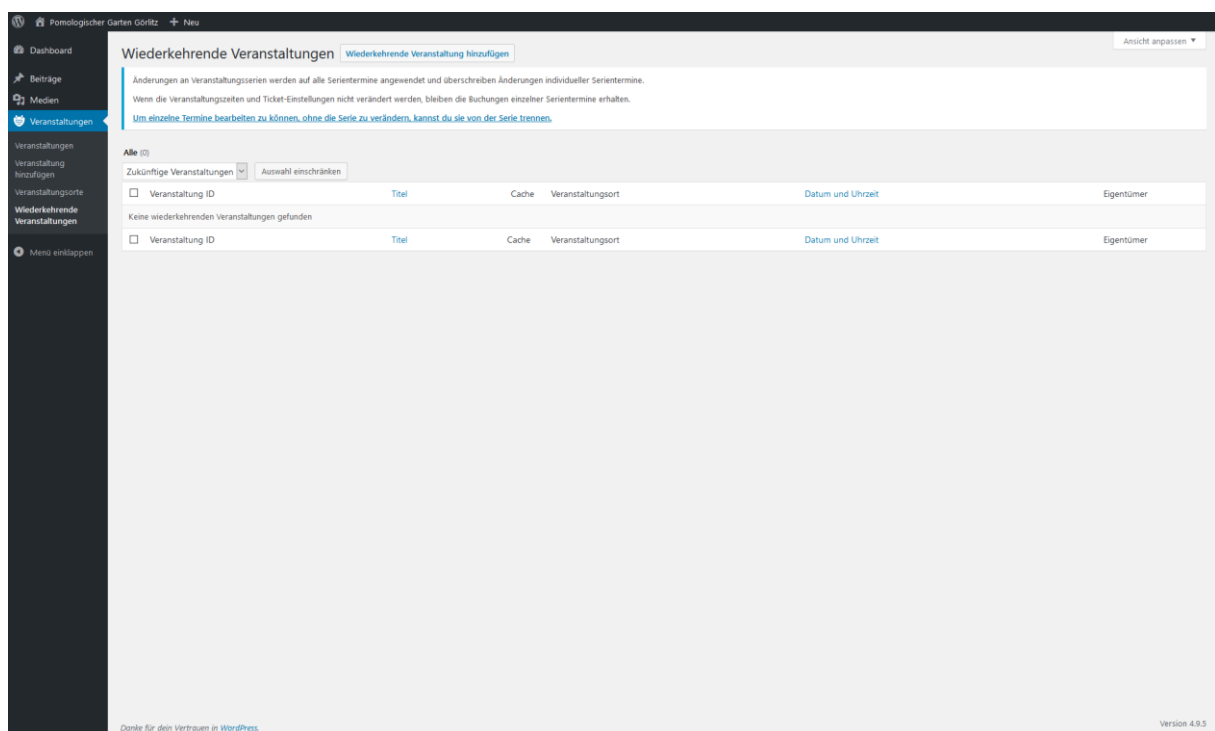 Pomologischer Garten Görlitz + Neu
Dashboard
Beiträge
Medien
Veranstaltungen
Veranstaltungen
Veranstaltung
hinzufügen
Veranstaltungsorte
Wiederkehrende
Veranstaltungen
Menü einklappen
Ansicht anpassen
Wiederkehrende Veranstaltungen Wiederkehrende Veranstaltung hinzufügen
Änderungen an Veranstaltungsserien werden auf alle Serientermine angewendet und überschreiben Änderungen individueller Serientermine.
Wenn die Veranstaltungszeiten und Ticket-Einstellungen nicht verändert werden, bleiben die Buchungen einzelner Serientermine erhalten.
Um einzelne Termine bearbeiten zu können, ohne die Serie zu verändern, kannst du sie von der Serie trennen.
Alle (0)
Zukünftige Veranstaltungen Auswahl einschränken
Veranstaltung ID Titel Cache Veranstaltungsort Datum und Uhrzeit Eigentümer
Keine wiederkehrenden Veranstaltungen gefunden
Veranstaltung ID Titel Cache Veranstaltungsort Datum und Uhrzeit Eigentümer
Danke für dein Vertrauen in WordPress. Version 4.9.5